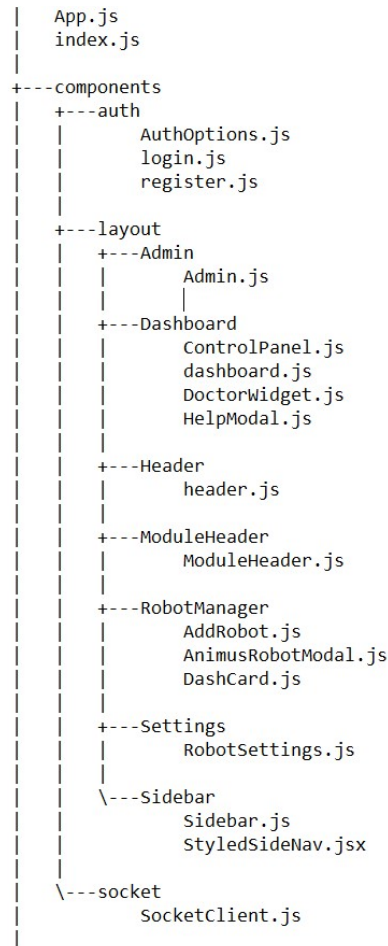 |   App.js
|   index.js
|
+---components
|   +---auth
|   |       AuthOptions.js
|   |       login.js
|   |       register.js
|   |
|   +---layout
|   |   +---Admin
|   |   |       Admin.js
|   |   |       |
|   |   +---Dashboard
|   |   |       ControlPanel.js
|   |   |       dashboard.js
|   |   |       DoctorWidget.js
|   |   |       HelpModal.js
|   |   |
|   |   +---Header
|   |   |       header.js
|   |   |
|   |   +---ModuleHeader
|   |   |       ModuleHeader.js
|   |   |
|   |   +---RobotManager
|   |   |       AddRobot.js
|   |   |       AnimusRobotModal.js
|   |   |       DashCard.js
|   |   |
|   |   +---Settings
|   |   |       RobotSettings.js
|   |   |
|   |   \---Sidebar
|   |           Sidebar.js
|   |           StyledSideNav.jsx
|   |
|   \---socket
|           SocketClient.js
|